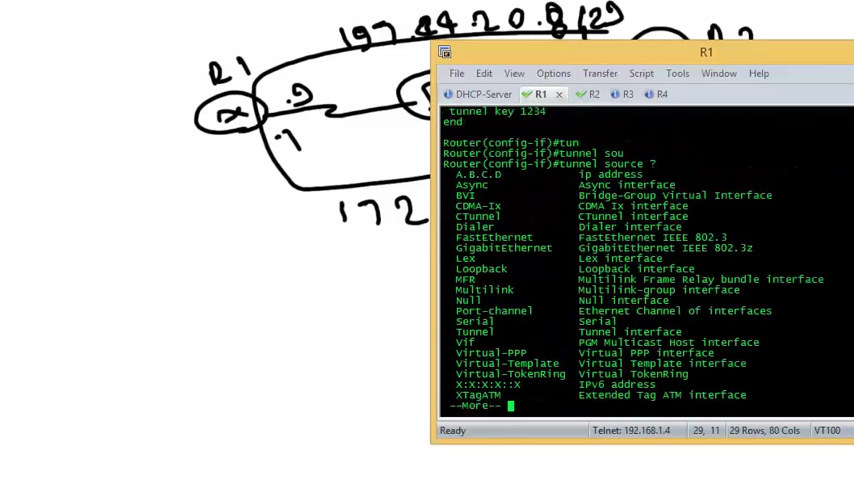 197.44.20.8/29
R1
.9
.1
172
R1
File Edit View Options Transfer Script Tools Window Help
DHCP-Server R1 × R2 R3 R4
tunnel key 1234
end
Router(config-if)#tun
Router(config-if)#tunnel sou
Router(config-if)#tunnel source ?
A.B.C.D ip address
Async Async interface
BVI Bridge-Group Virtual Interface
CDMA-Ix CDMA Ix interface
CTunnel CTunnel interface
Dialer Dialer interface
FastEthernet FastEthernet IEEE 802.3
GigabitEthernet GigabitEthernet IEEE 802.3z
Lex Lex interface
Loopback Loopback interface
MFR Multilink Frame Relay bundle interface
Multilink Multilink-group interface
Null Null interface
Port-channel Ethernet Channel of interfaces
Serial Serial
Tunnel Tunnel interface
Vif PGM Multicast Host interface
Virtual-PPP Virtual PPP interface
Virtual-Template Virtual Template interface
Virtual-TokenRing Virtual TokenRing
X:X:X:X::X IPv6 address
XTagATM Extended Tag ATM interface
--More--
Ready Telnet: 192.168.1.4 29, 11 29 Rows, 80 Cols VT100